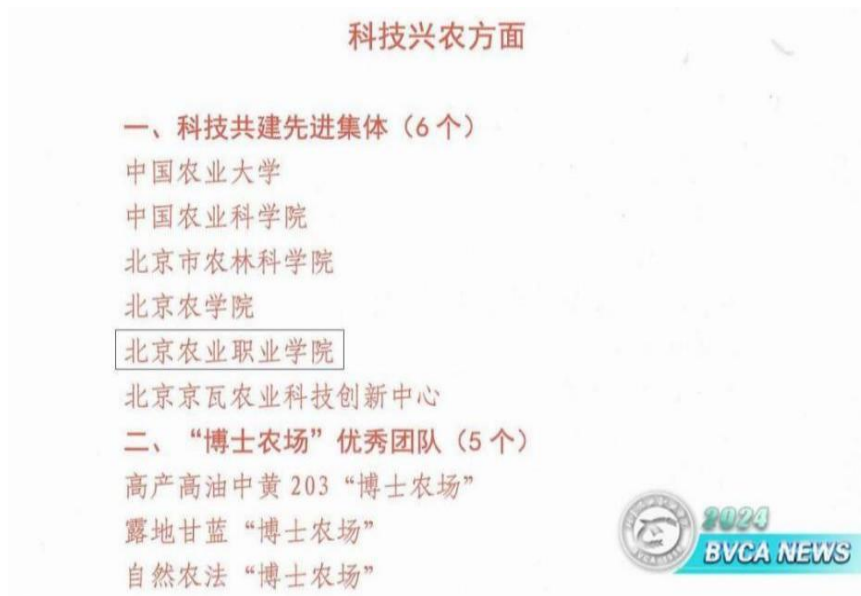 科技兴农方面
一、科技共建先进集体（6个）
中国农业大学
中国农业科学院
北京市农林科学院
北京农学院
北京农业职业学院
北京京瓦农业科技创新中心
二、“博士农场”优秀团队（5个）
高产高油中黄 203 “博士农场”
露地甘蓝 “博士农场”
自然农法 “博士农场”
2024
BVCA NEWS